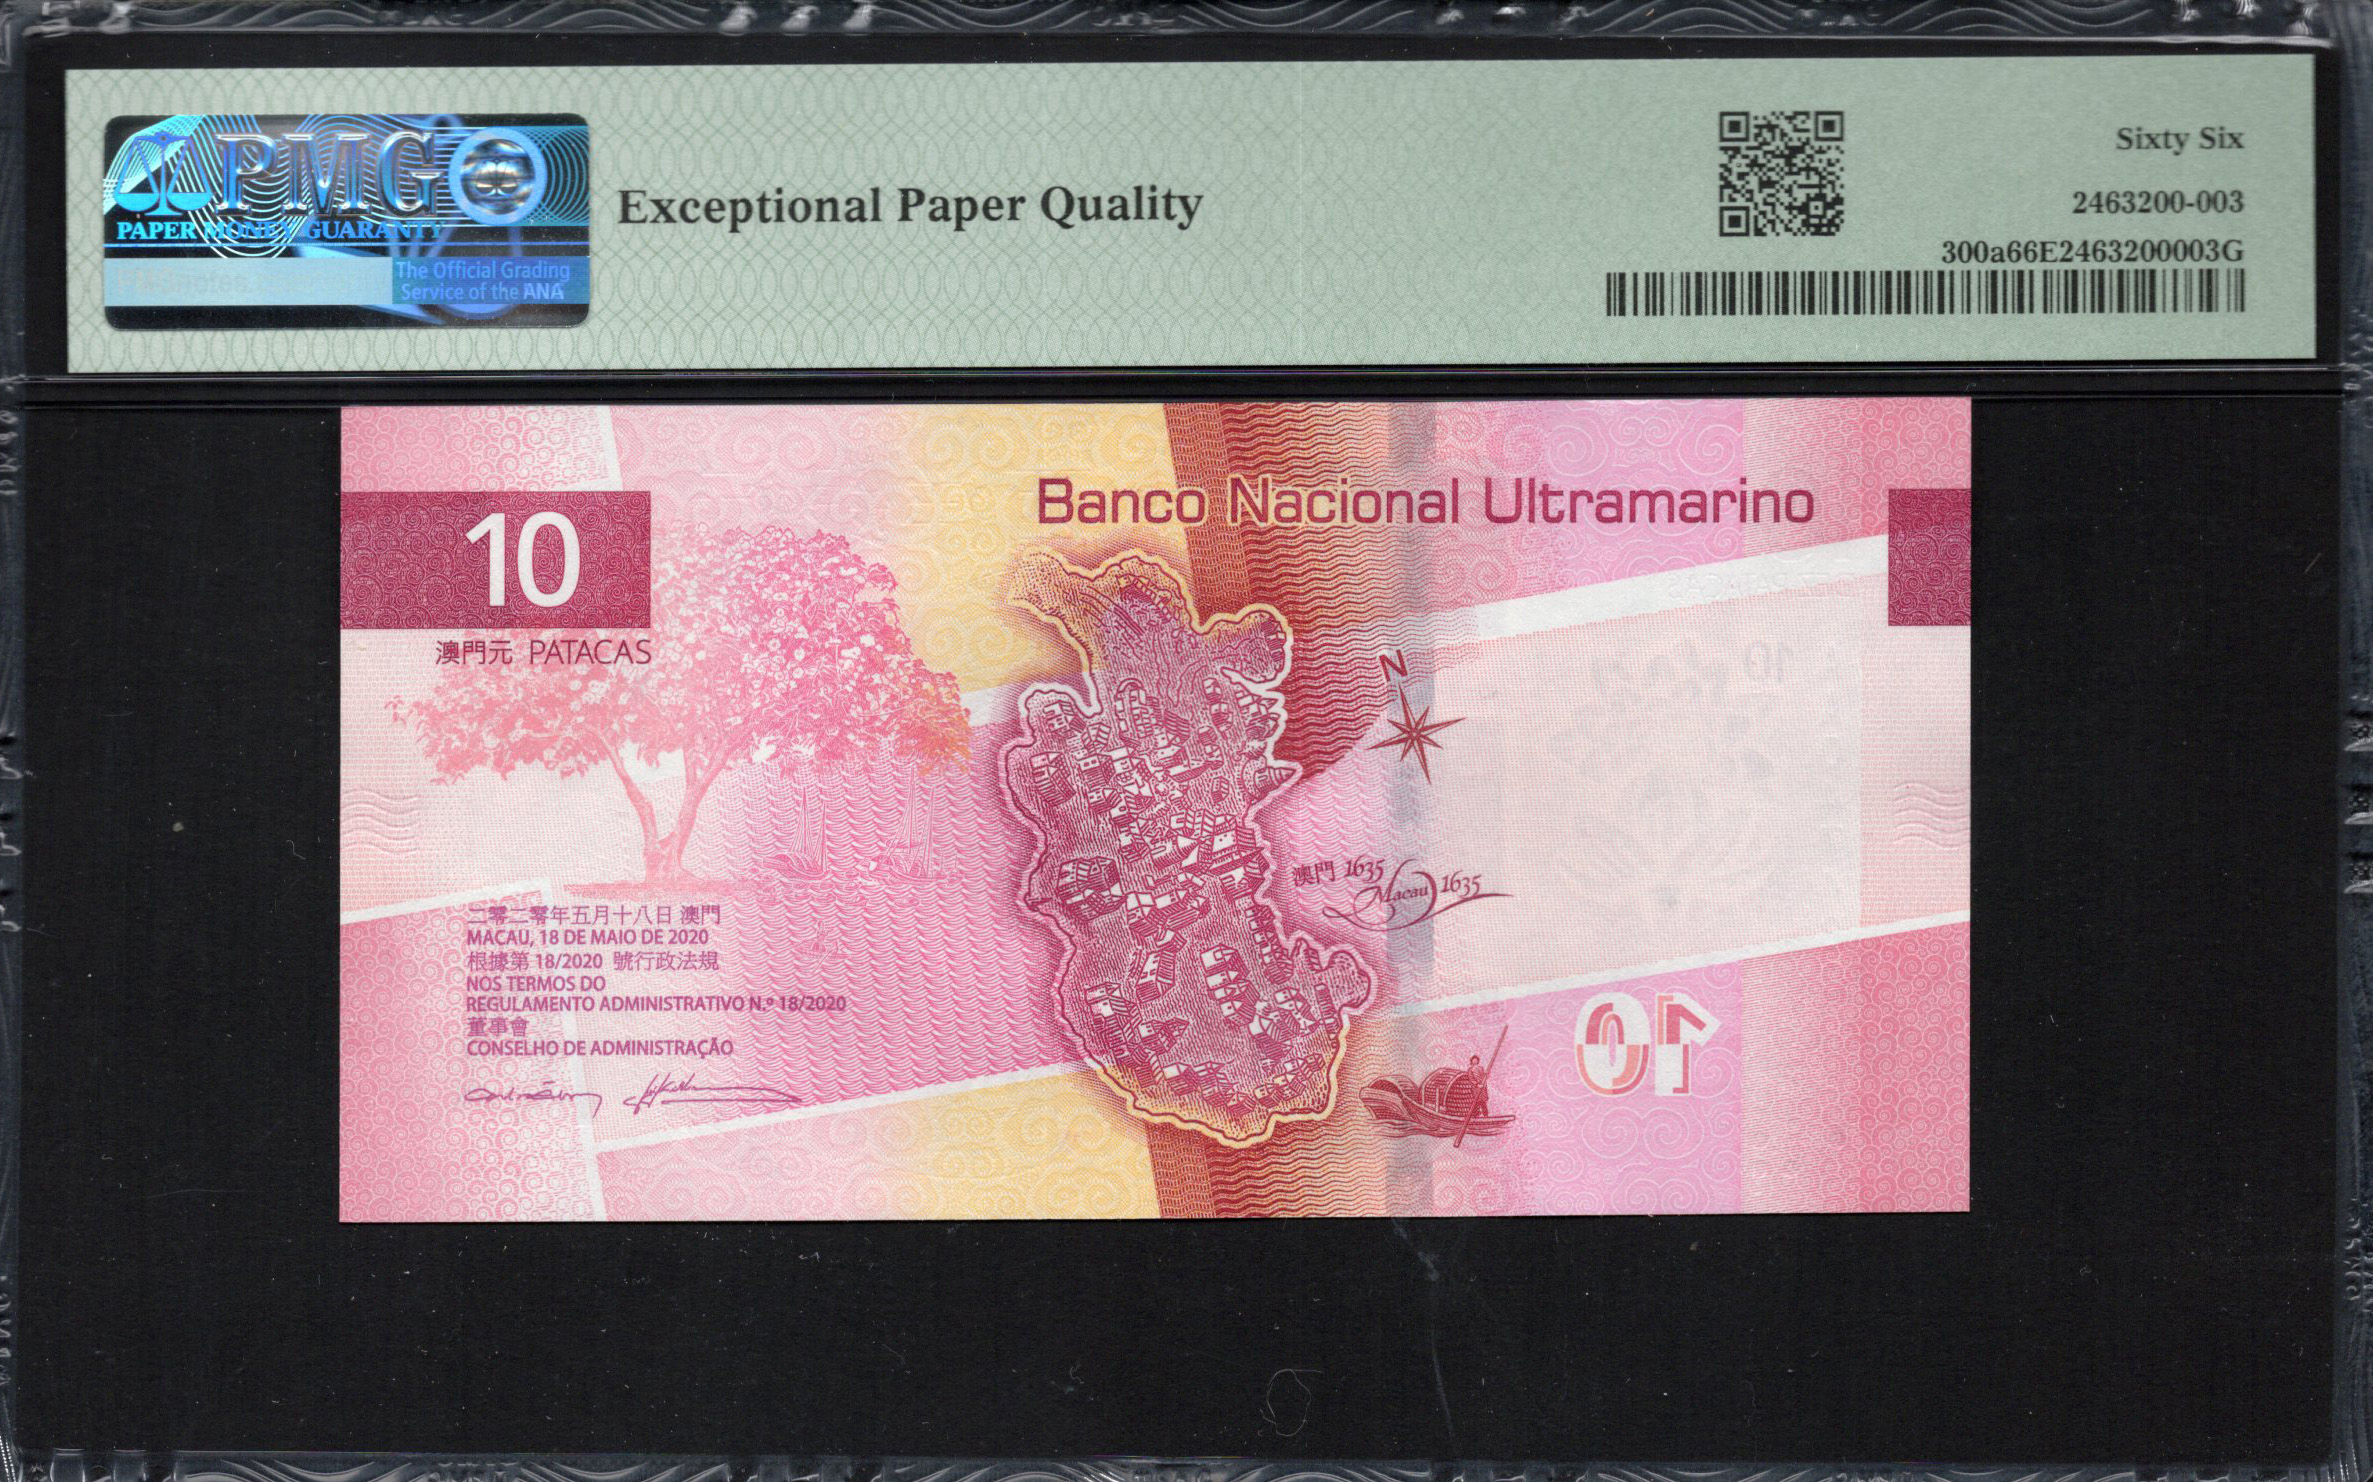 PMG
PAPER MONEY GUARANTY
The Official Grading
Service of the ANA
Exceptional Paper Quality
Sixty Six
2463200-003
300a66E2463200003G
Banco Nacional Ultramarino
10
澳門元 PATACAS
N
澳門 1635
Macau 1635
二零二零年五月十八日 澳門
MACAU, 18 DE MAIO DE 2020
根據第 18/2020 號行政法規
NOS TERMOS DO
REGULAMENTO ADMINISTRATIVO N.º 18/2020
董事會
CONSELHO DE ADMINISTRAÇÃO
10